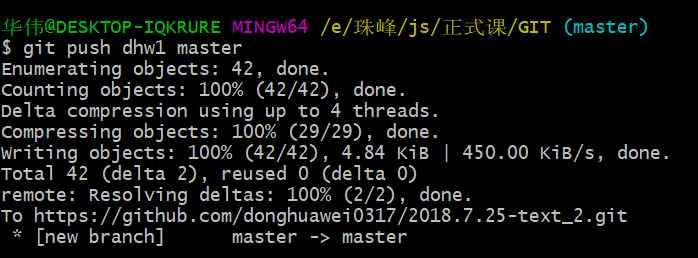 华伟@DESKTOP-IQKRURE MINGW64 /e/珠峰/js/正式课/GIT (master)
$ git push dhw1 master
Enumerating objects: 42, done.
Counting objects: 100% (42/42), done.
Delta compression using up to 4 threads.
Compressing objects: 100% (29/29), done.
Writing objects: 100% (42/42), 4.84 KiB | 450.00 KiB/s, done.
Total 42 (delta 2), reused 0 (delta 0)
remote: Resolving deltas: 100% (2/2), done.
To https://github.com/donghuawei0317/2018.7.25-text_2.git
 * [new branch]      master -> master